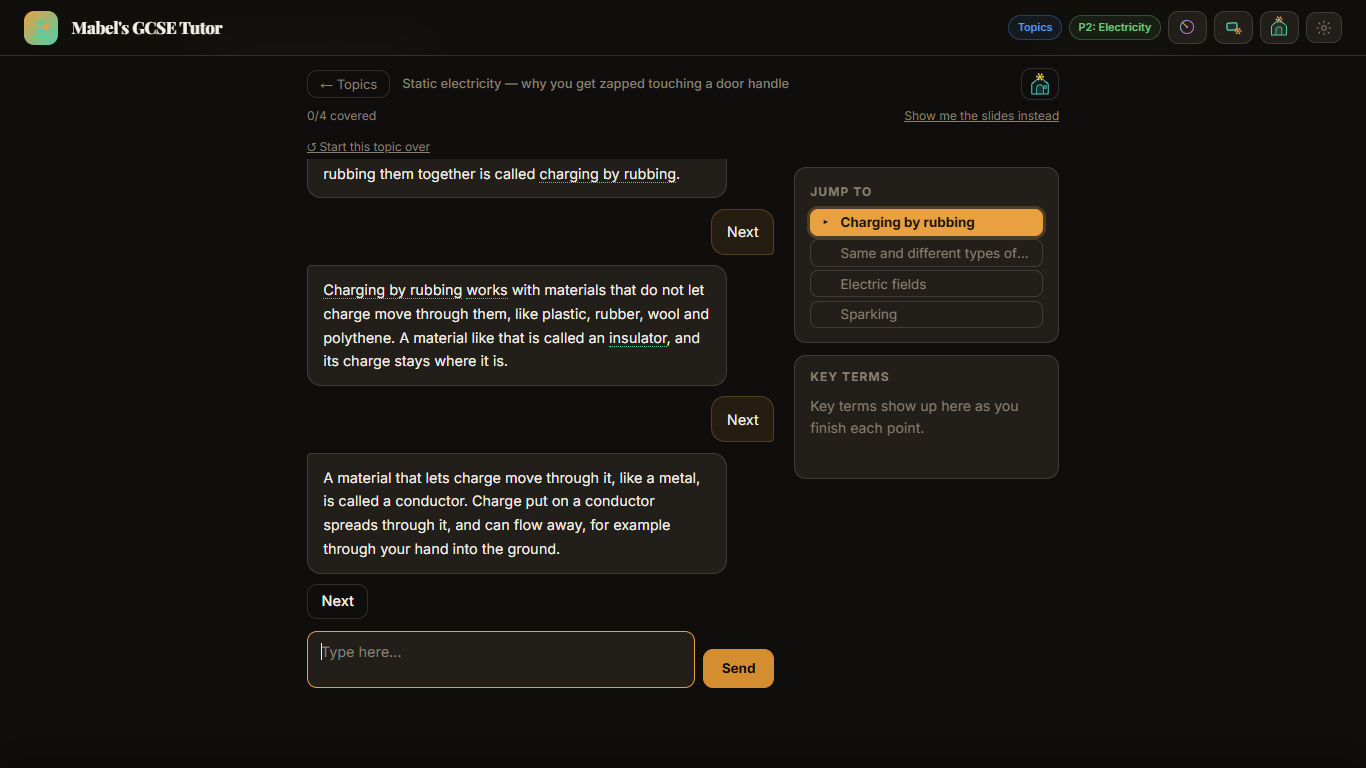 Mabel's GCSE Tutor
Topics
P2: Electricity
← Topics
Static electricity — why you get zapped touching a door handle
0/4 covered
Show me the slides instead
↺ Start this topic over
rubbing them together is called charging by rubbing.
Next
Charging by rubbing works with materials that do not let
charge move through them, like plastic, rubber, wool and
polythene. A material like that is called an insulator, and
its charge stays where it is.
Next
A material that lets charge move through it, like a metal,
is called a conductor. Charge put on a conductor
spreads through it, and can flow away, for example
through your hand into the ground.
Next
Type here...
Send
JUMP TO
‣ Charging by rubbing
Same and different types of...
Electric fields
Sparking
KEY TERMS
Key terms show up here as you
finish each point.